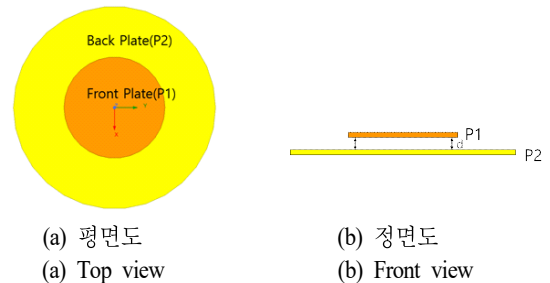 Back Plate(P2)
Front Plate(P1)
Y
X
P1
d
P2
(a) 평면도
(a) Top view
(b) 정면도
(b) Front view